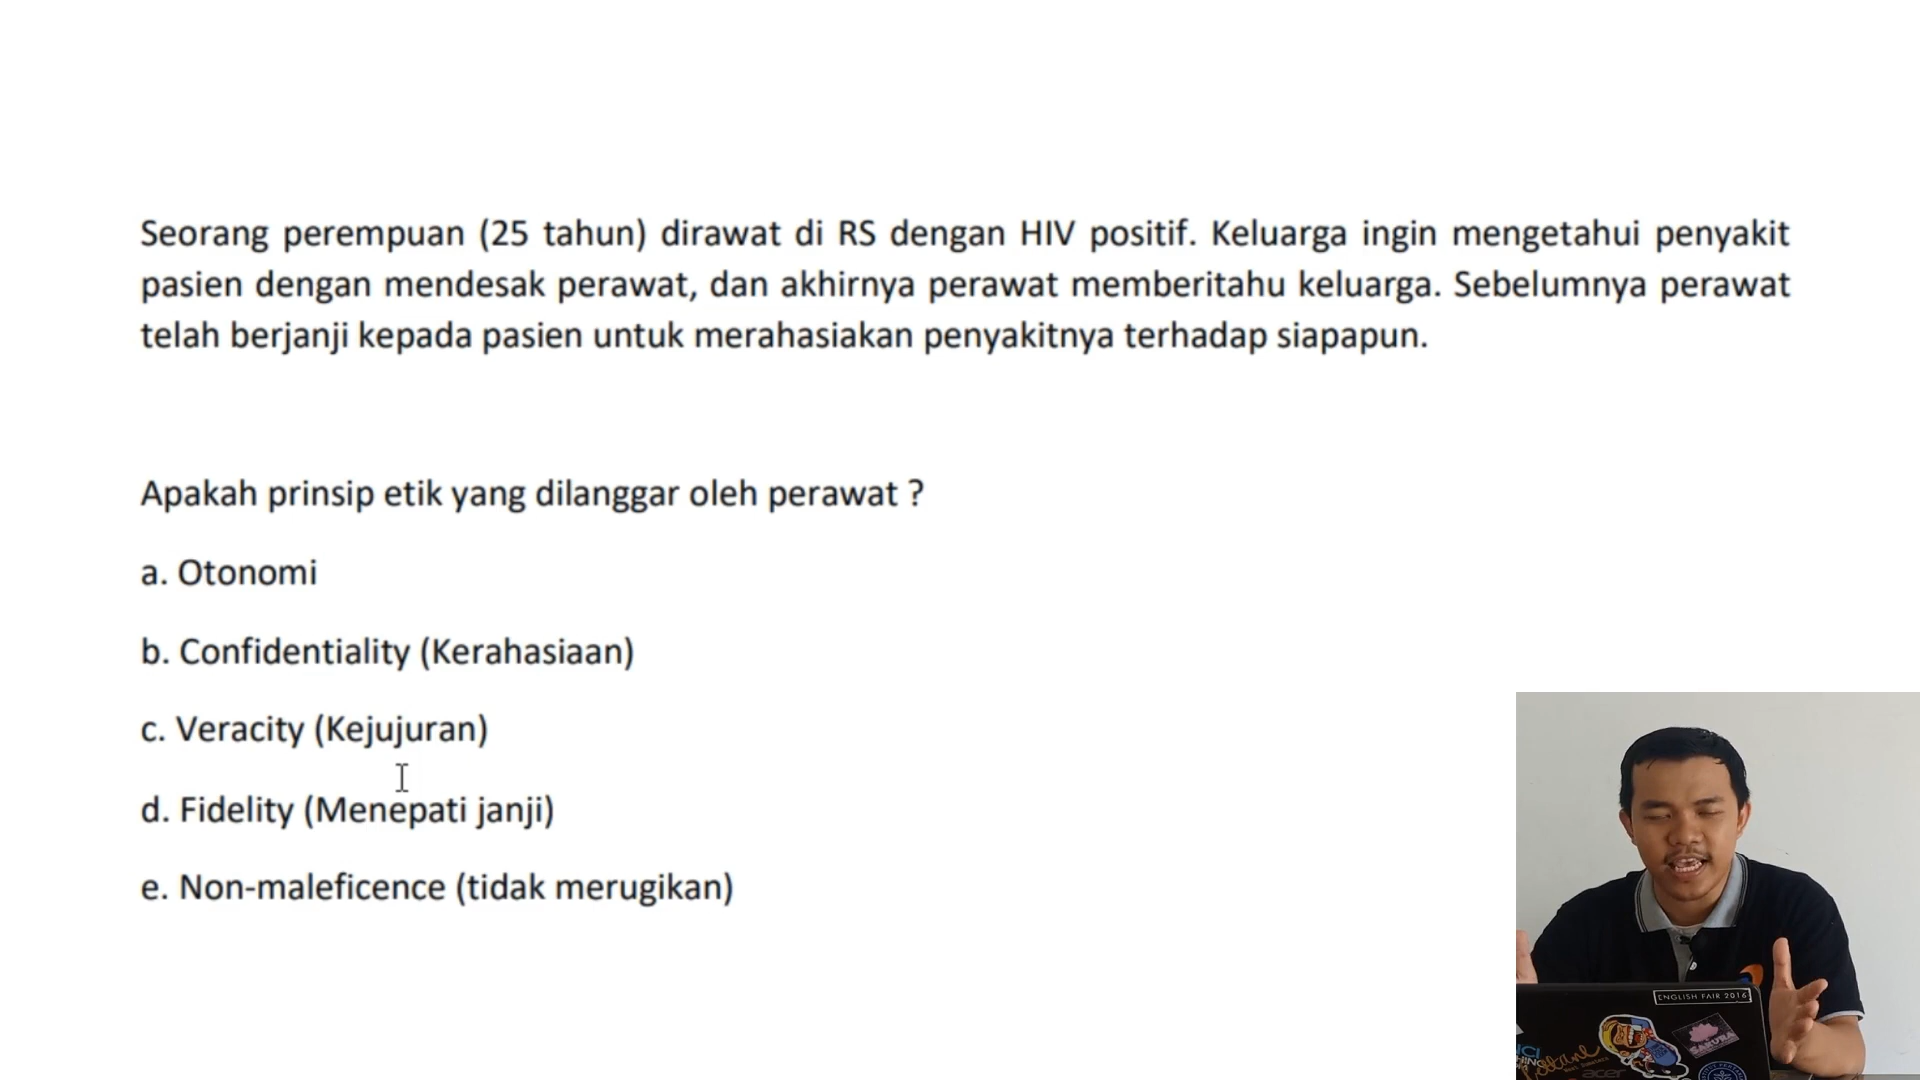 Seorang perempuan (25 tahun) dirawat di RS dengan HIV positif. Keluarga ingin mengetahui penyakit
pasien dengan mendesak perawat, dan akhirnya perawat memberitahu keluarga. Sebelumnya perawat
telah berjanji kepada pasien untuk merahasiakan penyakitnya terhadap siapapun.
Apakah prinsip etik yang dilanggar oleh perawat ?
a. Otonomi
b. Confidentiality (Kerahasiaan)
c. Veracity (Kejujuran)
d. Fidelity (Menepati janji)
e. Non-maleficence (tidak merugikan)
ENGLISH FAIR 2016
SAKURA
acer